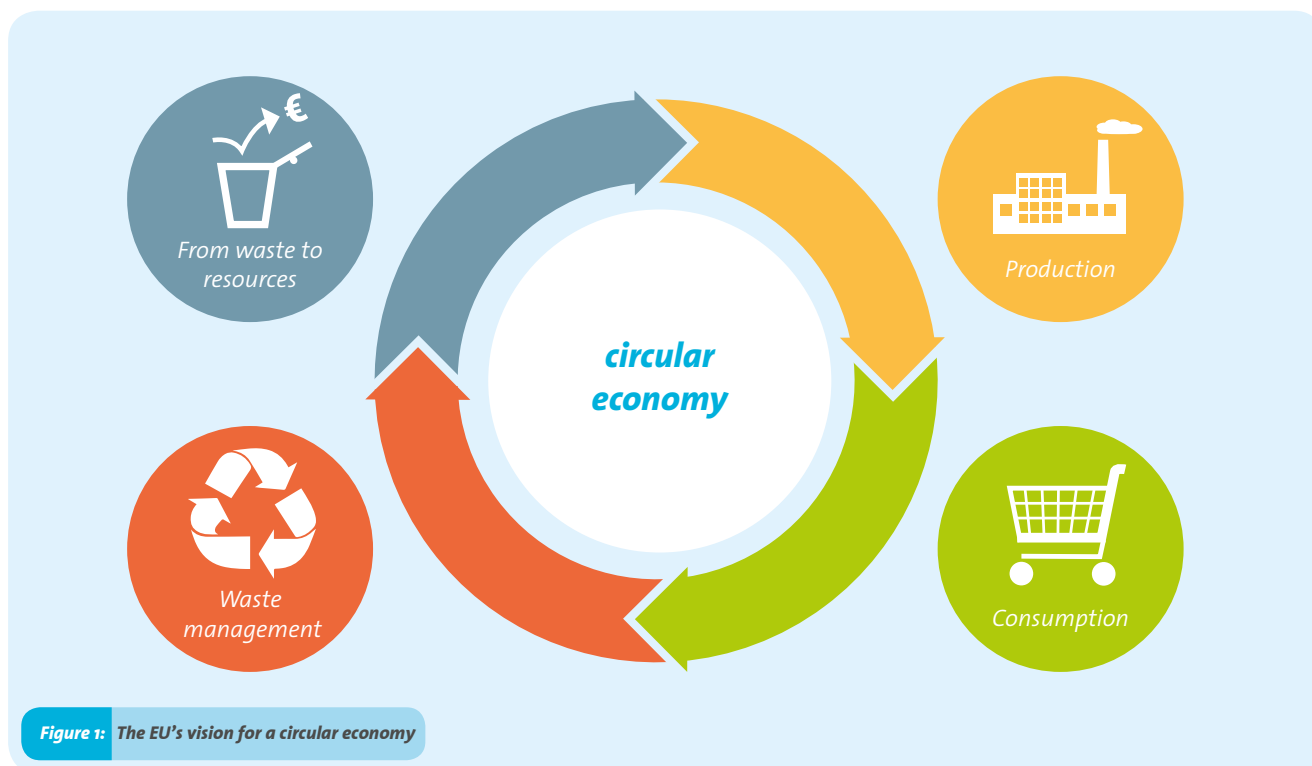 €
From waste to
resources
Production
circular
economy
Waste
management
Consumption
Figure 1: The EU's vision for a circular economy